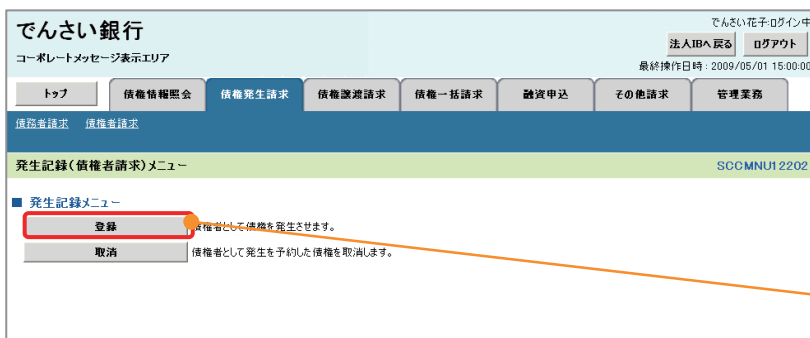 でんさい銀行
コーポレートメッセージ表示エリア
でんさい花子:ログイン中
法人IBへ戻る ログアウト
最終操作日時:2009/05/01 15:00:00
トップ 債権情報照会 債権発生請求 債権譲渡請求 債権一括請求 融資申込 その他請求 管理業務
債務者請求 債権者請求
発生記録(債権者請求)メニュー SCCMNU12202
■ 発生記録メニュー
登録 債権者として債権を発生させます。
取消 債権者として発生を予約した債権を取消します。